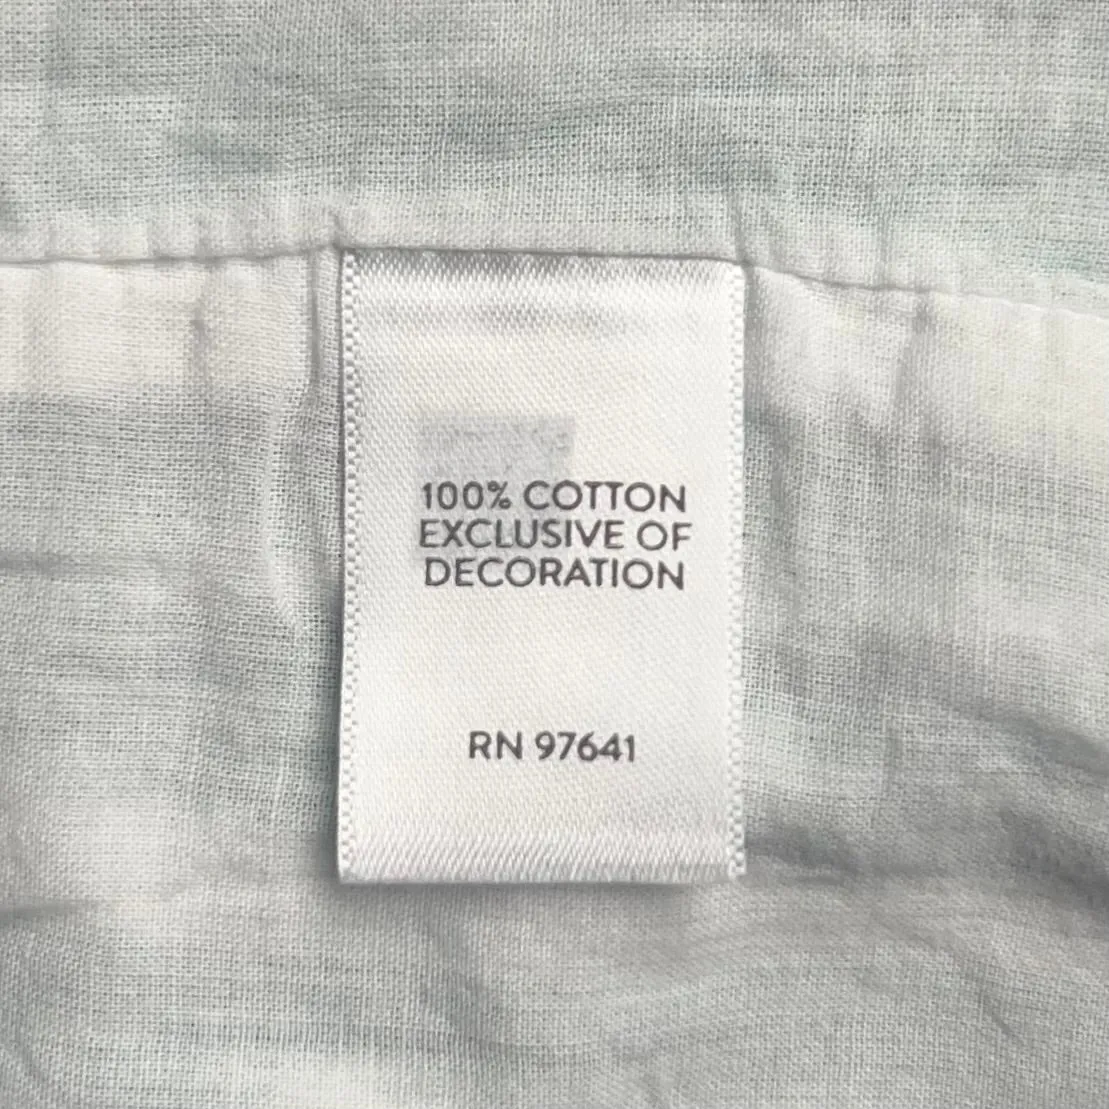 100% COTTON
EXCLUSIVE OF
DECORATION
RN 97641